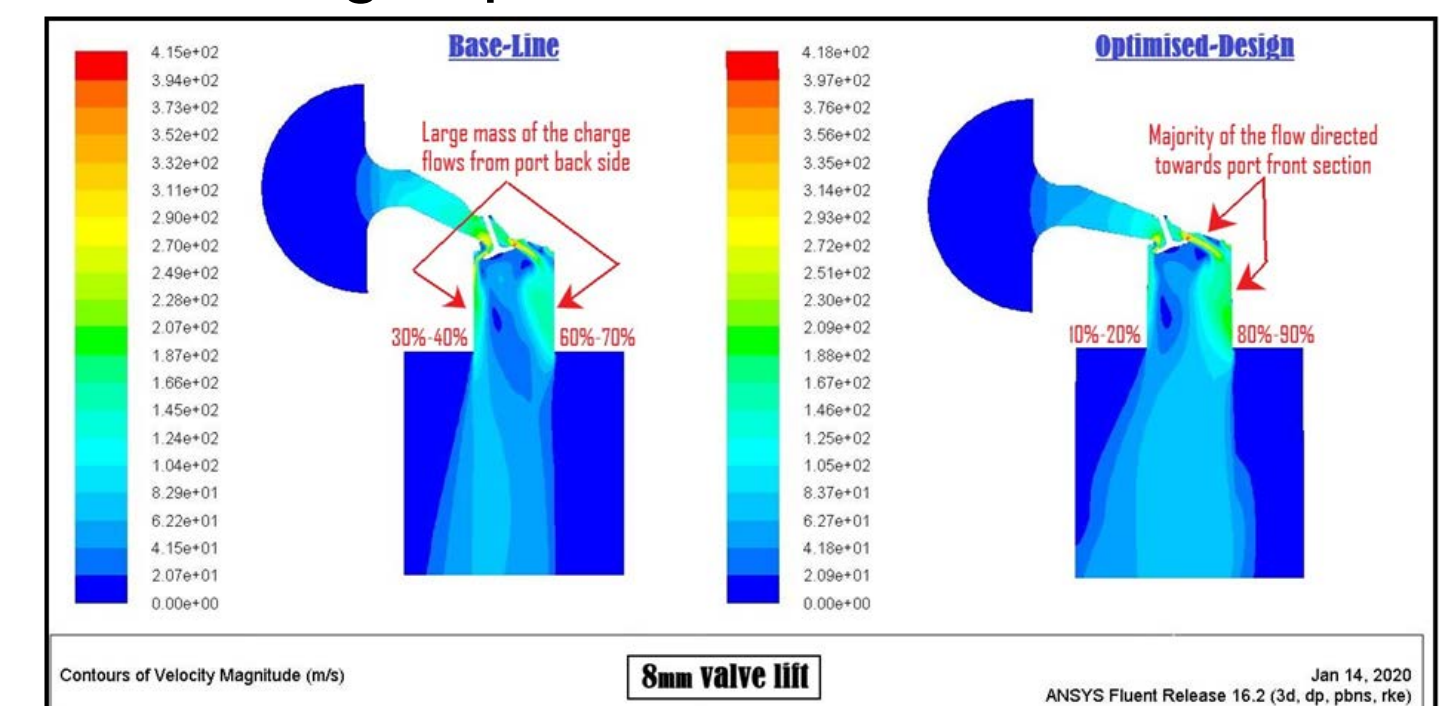 Base-Line
Optimised-Design
4.15e+02
3.94e+02
3.73e+02
3.52e+02
3.32e+02
3.11e+02
2.90e+02
2.70e+02
2.49e+02
2.28e+02
2.07e+02
1.87e+02
1.66e+02
1.45e+02
1.24e+02
1.04e+02
8.29e+01
6.22e+01
4.15e+01
2.07e+01
0.00e+00
Large mass of the charge
flows from port back side
30%-40%
60%-70%
4.18e+02
3.97e+02
3.76e+02
3.56e+02
3.35e+02
3.14e+02
2.93e+02
2.72e+02
2.51e+02
2.30e+02
2.09e+02
1.88e+02
1.67e+02
1.46e+02
1.25e+02
1.05e+02
8.37e+01
6.27e+01
4.18e+01
2.09e+01
0.00e+00
Majority of the flow directed
towards port front section
10%-20%
80%-90%
Contours of Velocity Magnitude (m/s)
8mm valve lift
Jan 14, 2020
ANSYS Fluent Release 16.2 (3d, dp, pbns, rke)